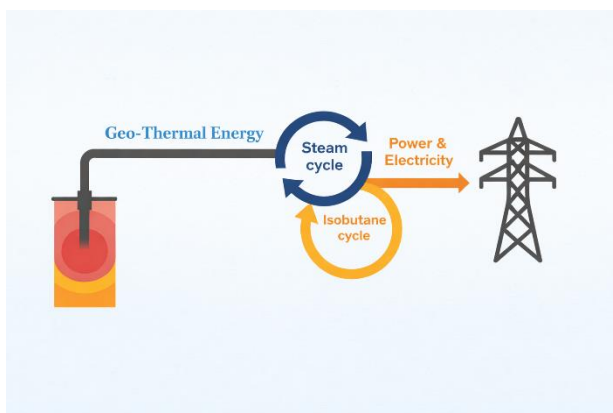 Geo-Thermal Energy
Steam
cycle
Power &
Electricity
Isobutane
cycle